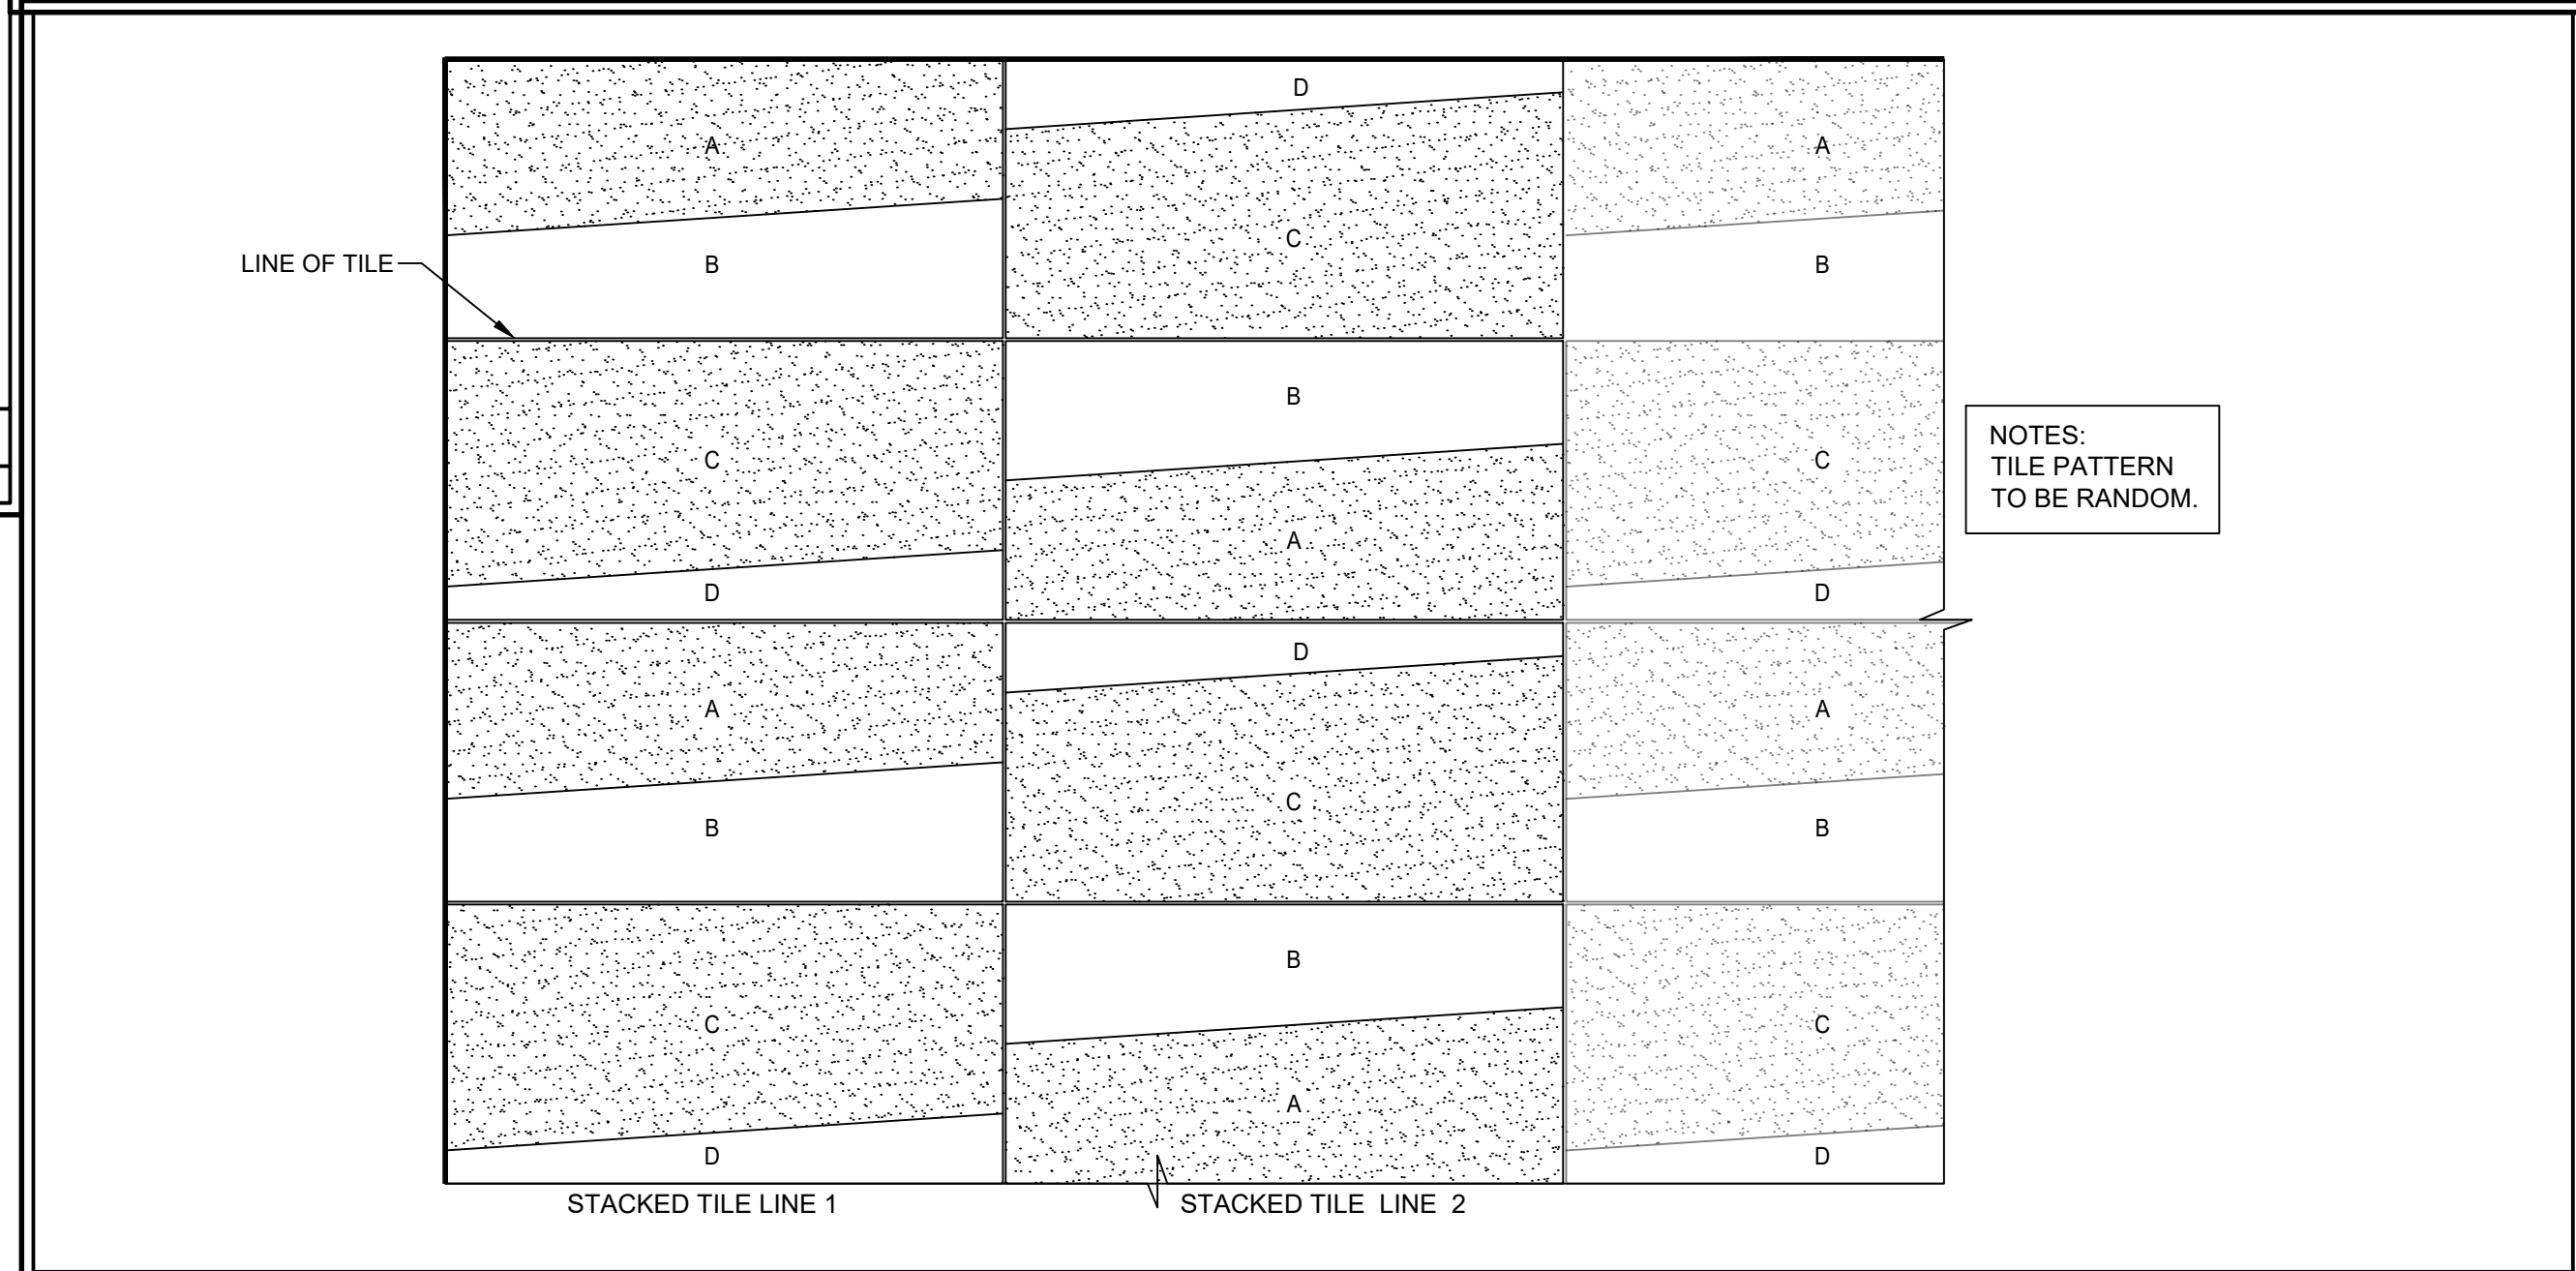 D
A
A
C
B
B
LINE OF TILE
B
C
C
A
D
D
NOTES:
TILE PATTERN
TO BE RANDOM.
D
A
A
C
B
B
B
C
C
A
D
D
STACKED TILE LINE 1
STACKED TILE LINE 2